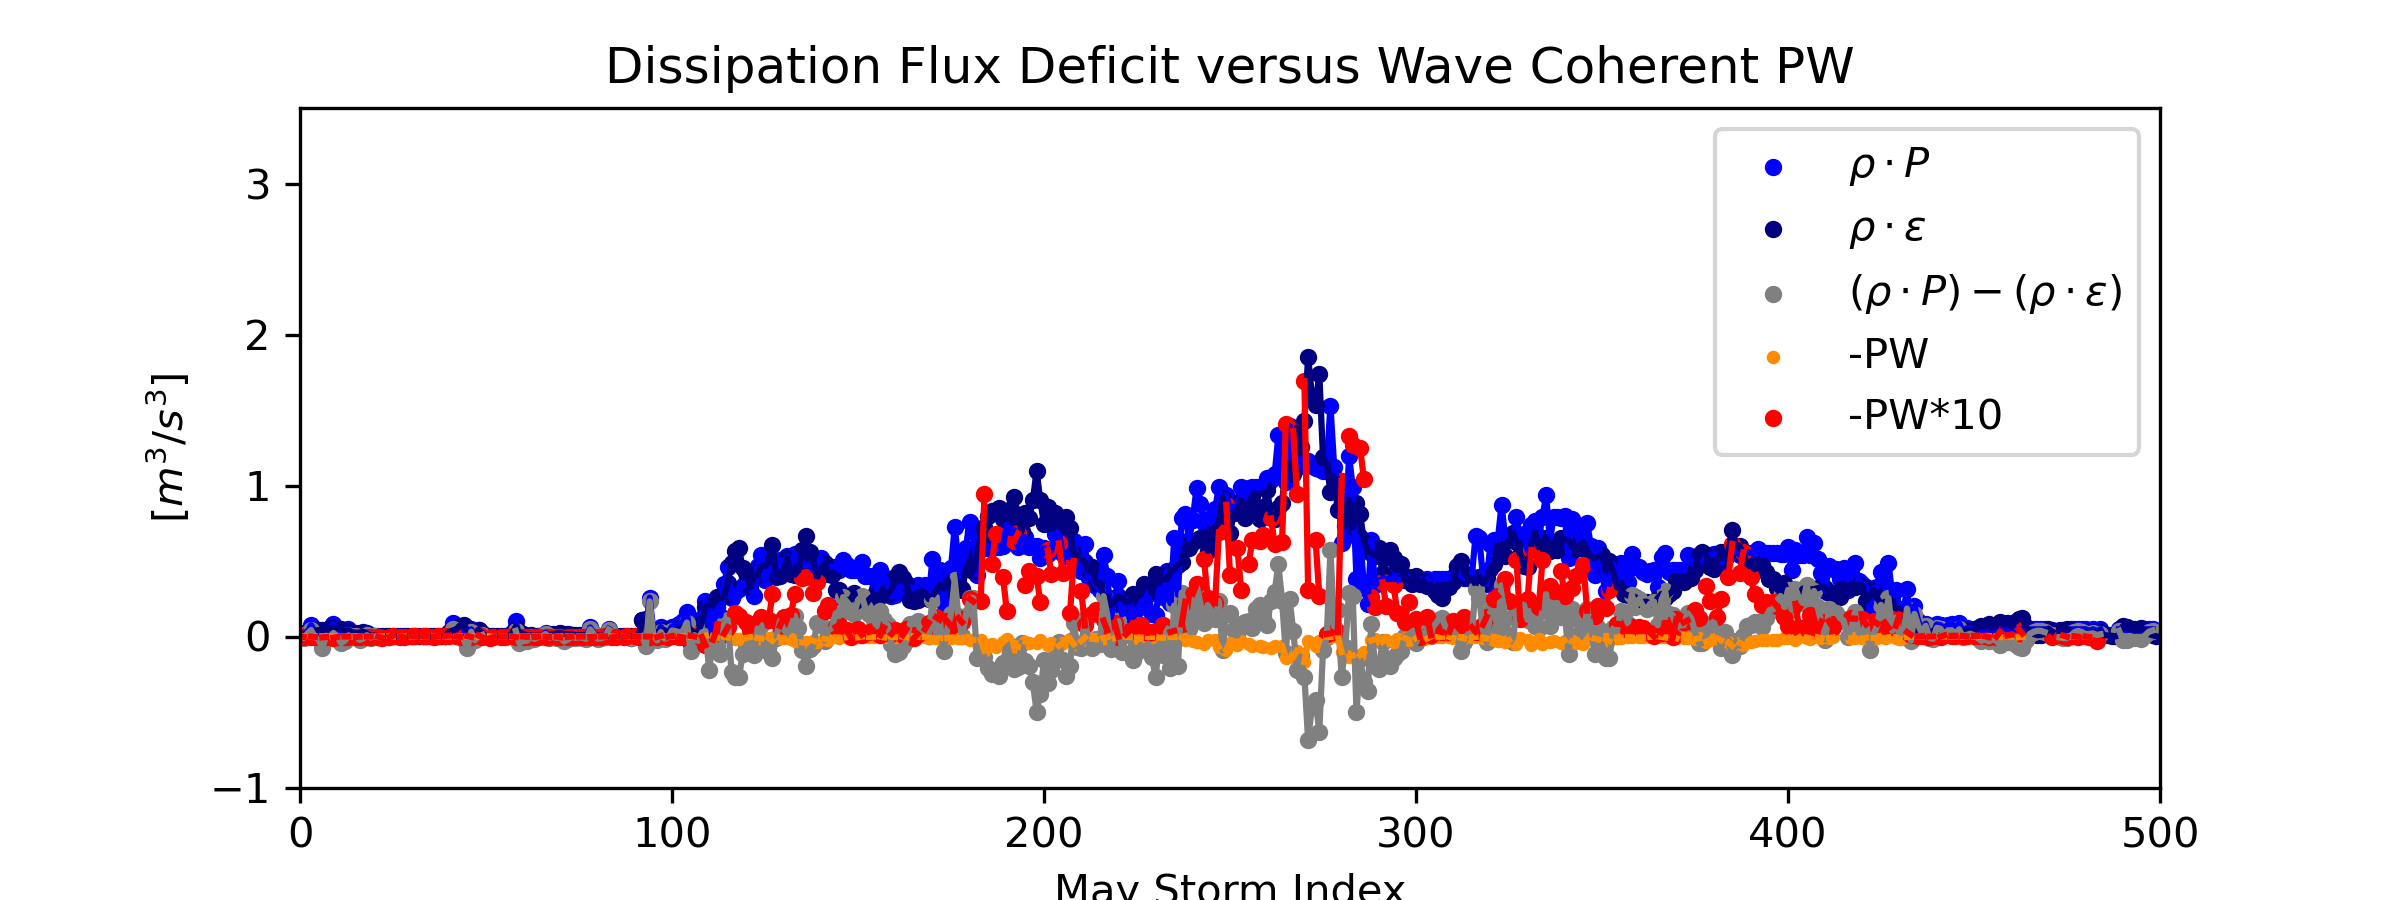 Dissipation Flux Deficit versus Wave Coherent PW
[m³/s³]
3
2
1
0
−1
ρ · P
ρ · ε
(ρ · P) − (ρ · ε)
-PW
-PW*10
0 100 200 300 400 500
May Storm Index